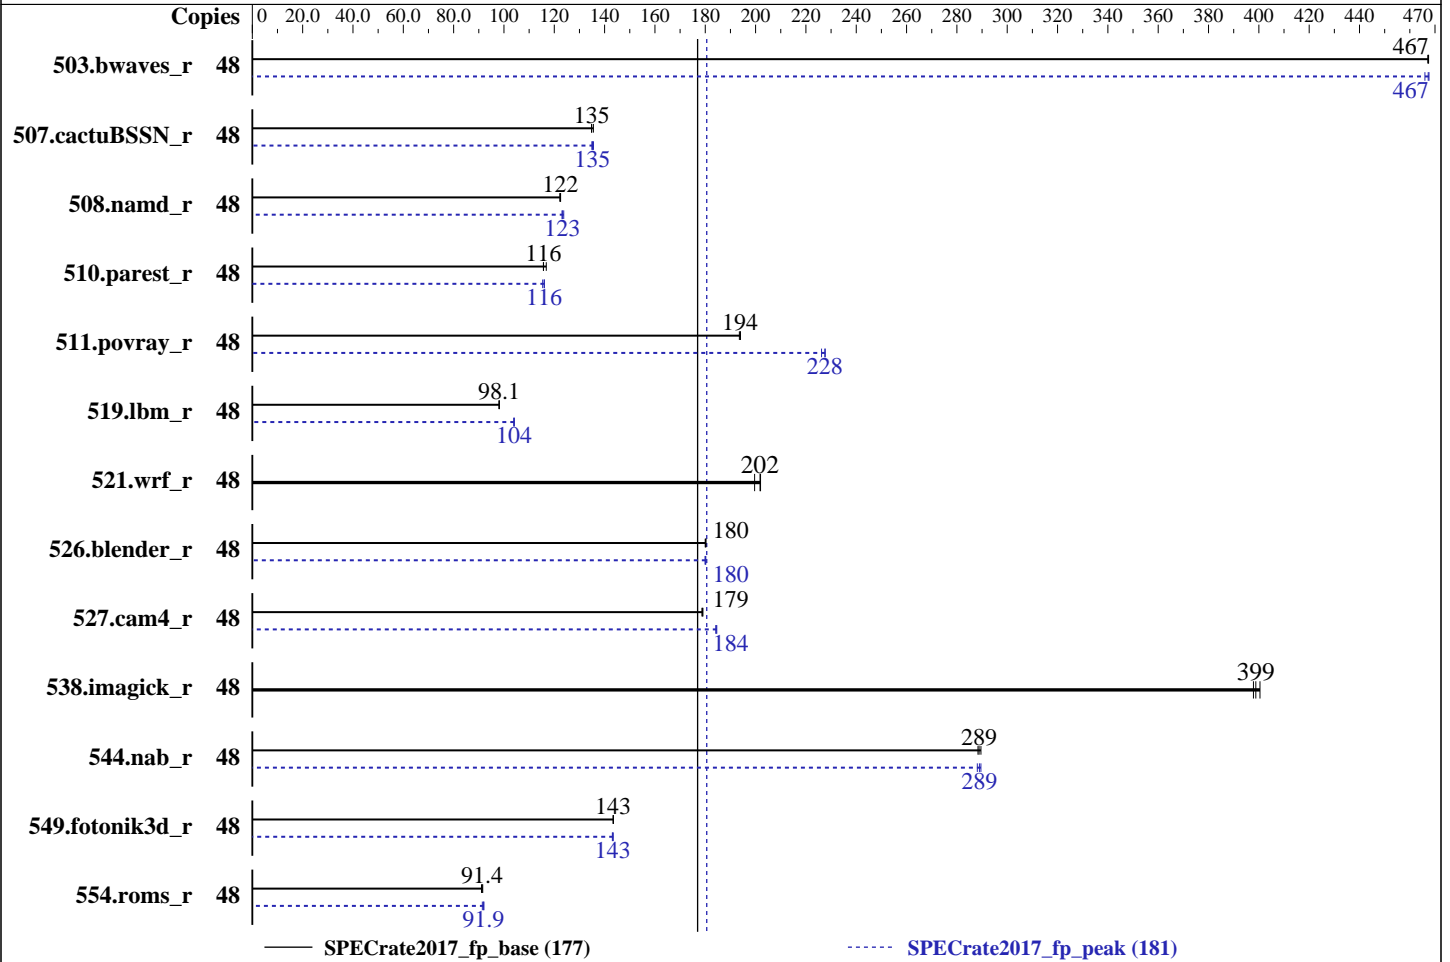 Copies 0 20.0 40.0 60.0 80.0 100 120 140 160 180 200 220 240 260 280 300 320 340 360 380 400 420 440 470
467
503.bwaves_r 48
467
135
507.cactuBSSN_r 48
135
122
508.namd_r 48
123
116
510.parest_r 48
116
194
511.povray_r 48
228
98.1
519.lbm_r 48
104
202
521.wrf_r 48
180
526.blender_r 48
180
179
527.cam4_r 48
184
399
538.imagick_r 48
289
544.nab_r 48
289
143
549.fotonik3d_r 48
143
91.4
554.roms_r 48
91.9
SPECrate2017_fp_base (177) SPECrate2017_fp_peak (181)